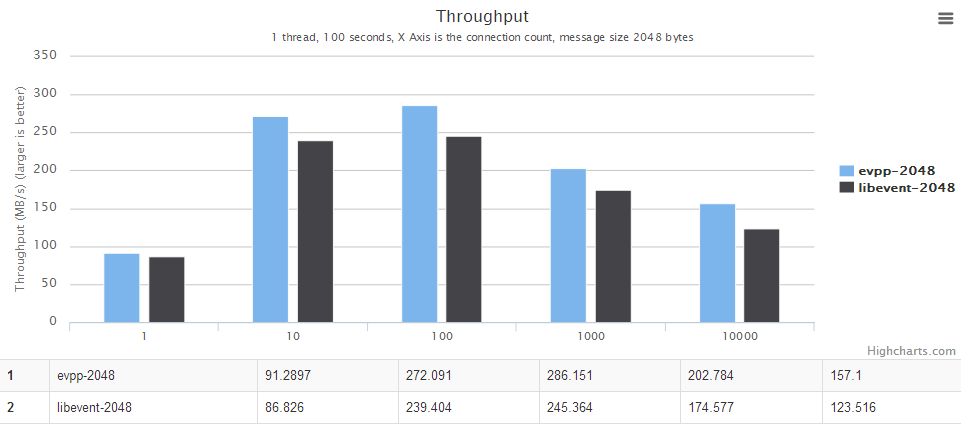 Throughput
1 thread, 100 seconds, X Axis is the connection count, message size 2048 bytes
Throughput (MB/s) (larger is better)
350
300
250
200
150
100
50
0
1 10 100 1000 10000
evpp-2048
libevent-2048
Highcharts.com
1 evpp-2048 91.2897 272.091 286.151 202.784 157.1
2 libevent-2048 86.826 239.404 245.364 174.577 123.516